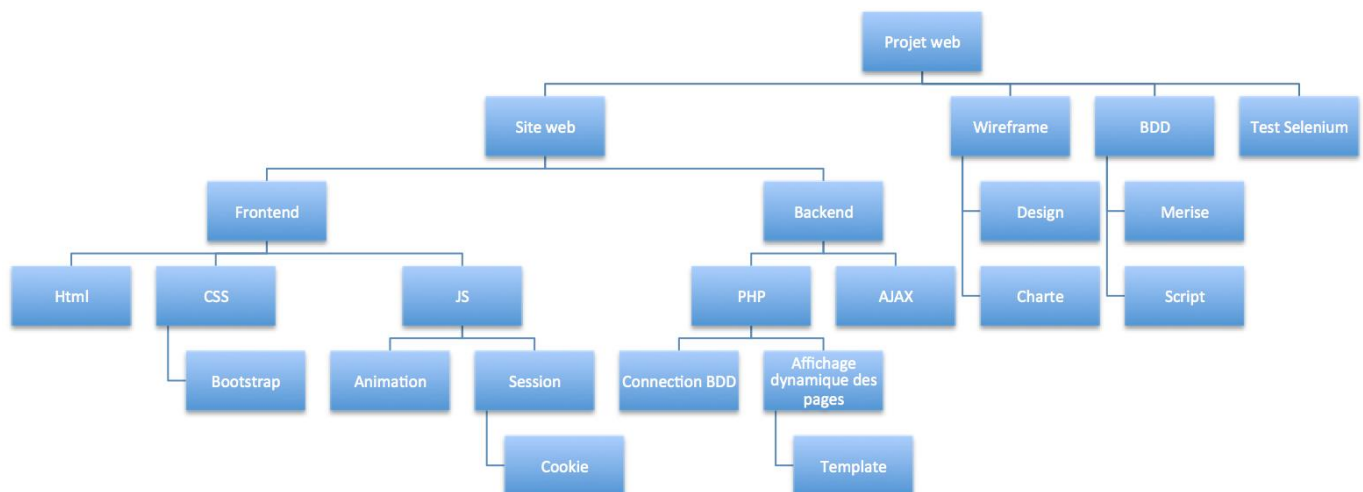 Projet web
Site web
Wireframe
BDD
Test Selenium
Frontend
Backend
Design
Merise
Html
CSS
JS
PHP
AJAX
Charte
Script
Bootstrap
Animation
Session
Connection BDD
Affichage
dynamique des
pages
Cookie
Template